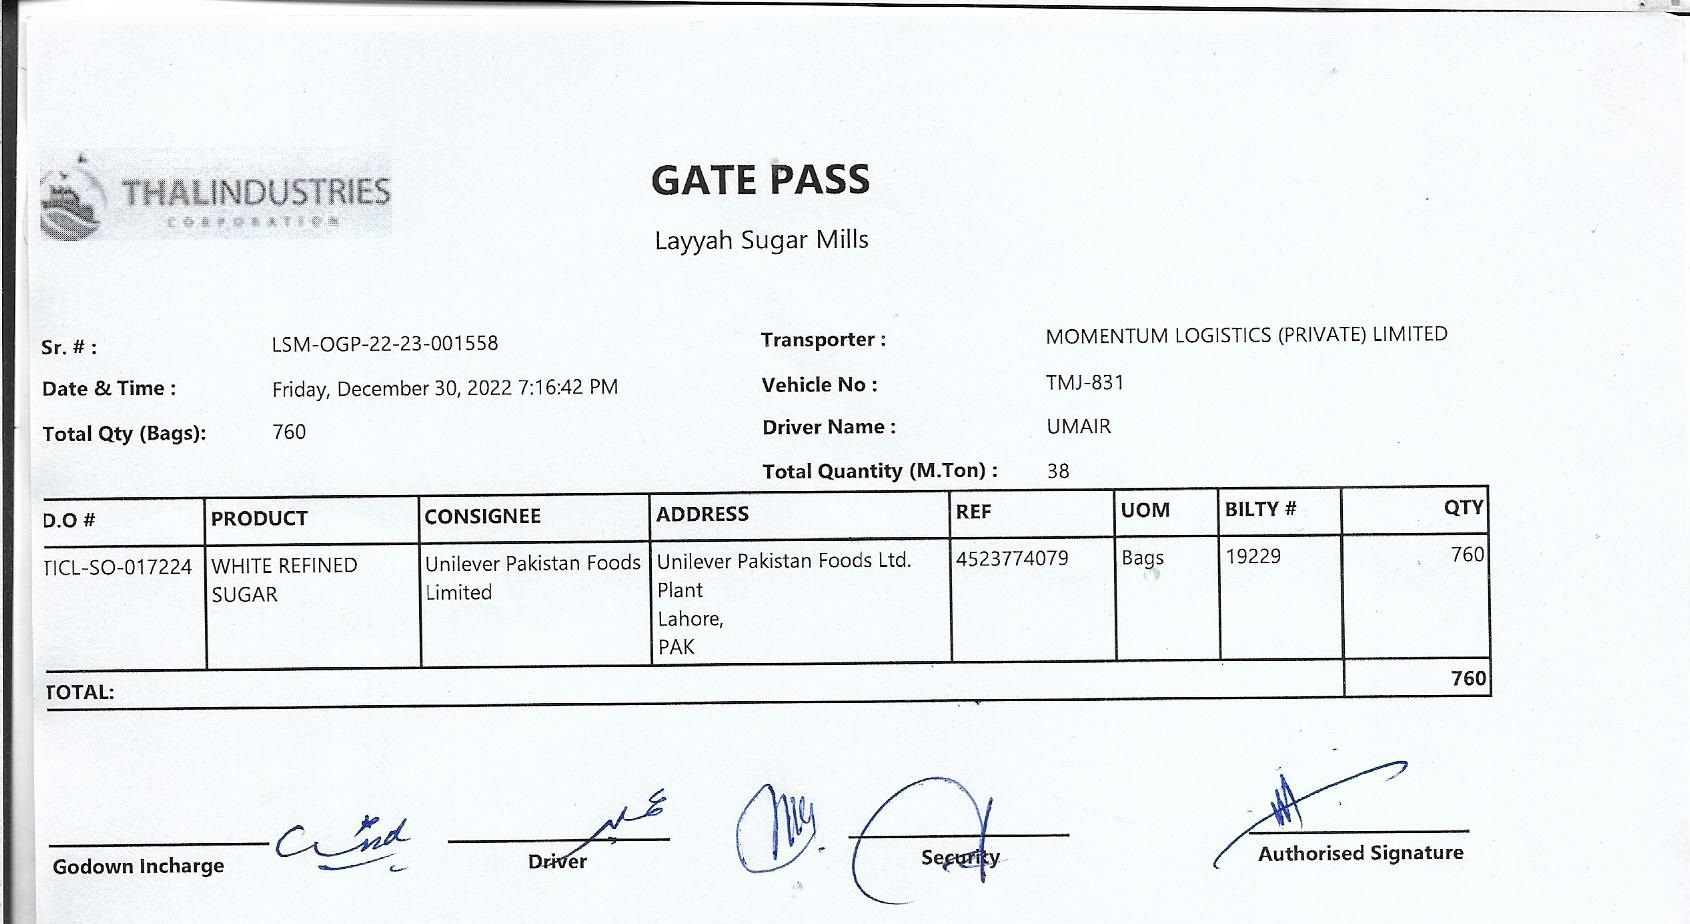 THALINDUSTRIES
CORPORATION
GATE PASS
Layyah Sugar Mills
Sr. # : LSM-OGP-22-23-001558
Date & Time : Friday, December 30, 2022 7:16:42 PM
Total Qty (Bags): 760
Transporter : MOMENTUM LOGISTICS (PRIVATE) LIMITED
Vehicle No : TMJ-831
Driver Name : UMAIR
Total Quantity (M.Ton) : 38
D.O # PRODUCT CONSIGNEE ADDRESS REF UOM BILTY # QTY
TICL-SO-017224 WHITE REFINED Unilever Pakistan Foods Unilever Pakistan Foods Ltd. 4523774079 Bags 19229 760
SUGAR Limited Plant
Lahore,
PAK
TOTAL: 760
عمیر
Godown Incharge Driver Security Authorised Signature